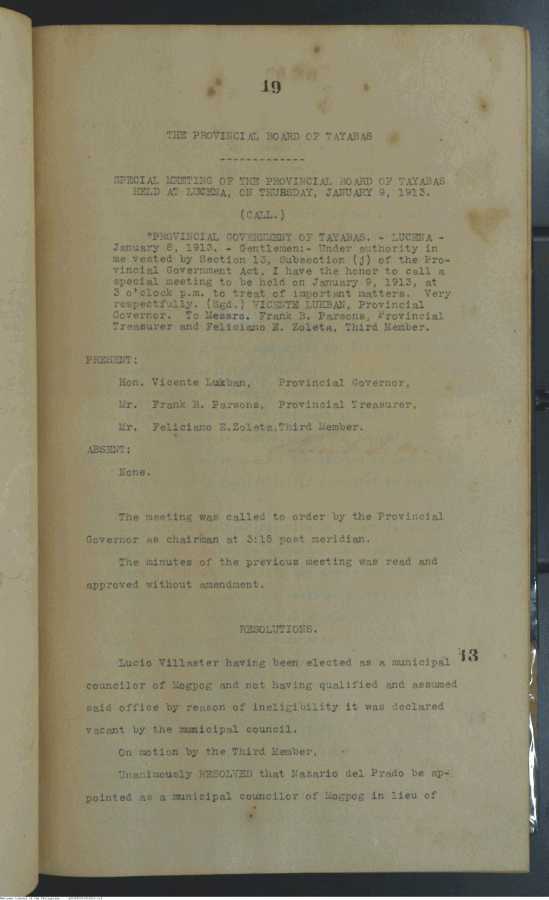 19
THE PROVINCIAL BOARD OF TAYABAS
-------------
SPECIAL MEETING OF THE PROVINCIAL BOARD OF TAYABAS
HELD AT LUCENA, ON THURSDAY, JANUARY 9, 1913.
(CALL.)
"PROVINCIAL GOVERNMENT OF TAYABAS. - LUCENA -
January 8, 1913. - Gentlemen:- Under authority in
me vested by Section 13, Subsection (j) of the Pro-
vincial Government Act, I have the honor to call a
special meeting to be held on January 9, 1913, at
3 o'clock p.m. to treat of important matters. Very
respectfully. (Sgd.) VICENTE LUKBAN, Provincial
Governor. To Messrs. Frank B. Parsons, Provincial
Treasurer and Feliciano E. Zoleta, Third Member.
PRESENT:
Hon. Vicente Lukban, Provincial Governor,
Mr. Frank B. Parsons, Provincial Treasurer,
Mr. Feliciano E.Zoleta,Third Member.
ABSENT:
None.
The meeting was called to order by the Provincial
Governor as chairman at 3:15 post meridian.
The minutes of the previous meeting was read and
approved without amendment.
RESOLUTIONS.
Lucio Villaster having been elected as a municipal 13
councilor of Mogpog and not having qualified and assumed
said office by reason of ineligibility it was declared
vacant by the municipal council.
On motion by the Third Member,
Unanimously RESOLVED that Nazario del Prado be ap-
pointed as a municipal councilor of Mogpog in lieu of